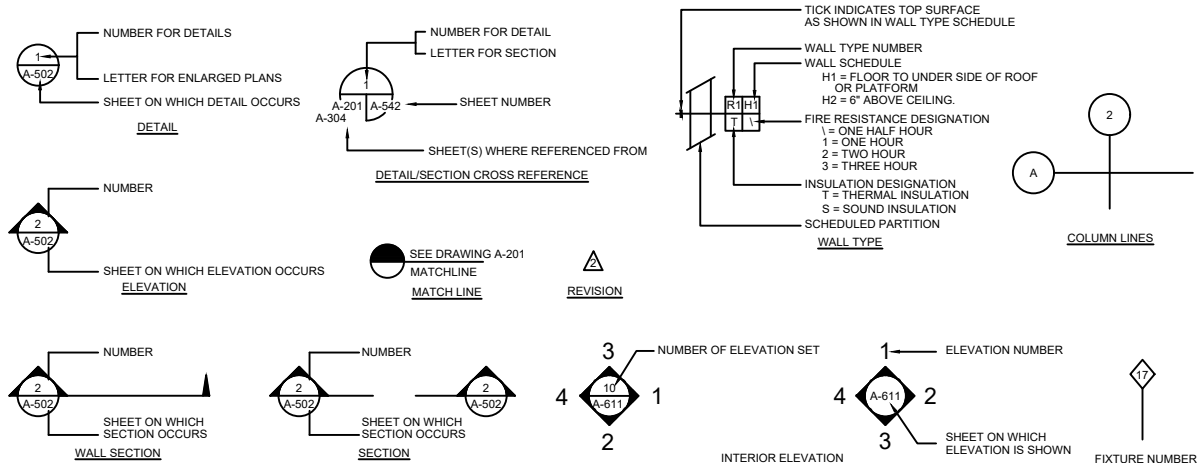 NUMBER FOR DETAILS
1
A-502
LETTER FOR ENLARGED PLANS
SHEET ON WHICH DETAIL OCCURS
DETAIL
NUMBER FOR DETAIL
LETTER FOR SECTION
1
A-201 A-542
A-304
SHEET NUMBER
SHEET(S) WHERE REFERENCED FROM
DETAIL/SECTION CROSS REFERENCE
TICK INDICATES TOP SURFACE
AS SHOWN IN WALL TYPE SCHEDULE
WALL TYPE NUMBER
WALL SCHEDULE
H1 = FLOOR TO UNDER SIDE OF ROOF
OR PLATFORM
H2 = 6" ABOVE CEILING.
R1 H1
T \
FIRE RESISTANCE DESIGNATION
\ = ONE HALF HOUR
1 = ONE HOUR
2 = TWO HOUR
3 = THREE HOUR
INSULATION DESIGNATION
T = THERMAL INSULATION
S = SOUND INSULATION
SCHEDULED PARTITION
WALL TYPE
2
A
COLUMN LINES
NUMBER
2
A-502
SHEET ON WHICH ELEVATION OCCURS
ELEVATION
SEE DRAWING A-201
MATCHLINE
MATCH LINE
2
REVISION
NUMBER
2
A-502
SHEET ON WHICH
SECTION OCCURS
WALL SECTION
NUMBER
2
A-502
2
A-502
SHEET ON WHICH
SECTION OCCURS
SECTION
3
NUMBER OF ELEVATION SET
4
10
A-611
1
2
INTERIOR ELEVATION
1
ELEVATION NUMBER
4
A-611
2
3
SHEET ON WHICH
ELEVATION IS SHOWN
17
FIXTURE NUMBER